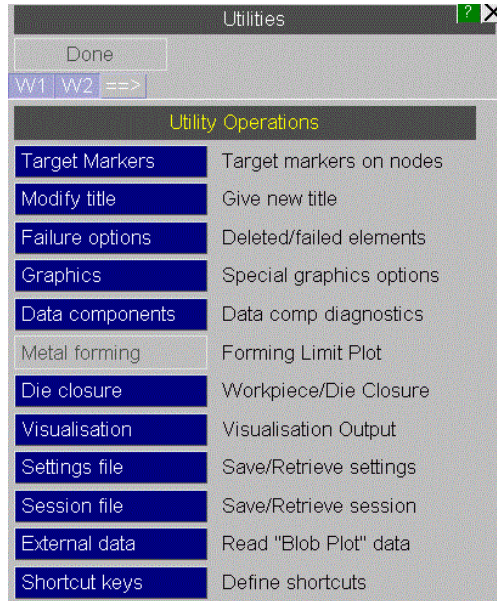 Utilities ? X
Done
W1 W2 ==>
Utility Operations
Target Markers Target markers on nodes
Modify title Give new title
Failure options Deleted/failed elements
Graphics Special graphics options
Data components Data comp diagnostics
Metal forming Forming Limit Plot
Die closure Workpiece/Die Closure
Visualisation Visualisation Output
Settings file Save/Retrieve settings
Session file Save/Retrieve session
External data Read "Blob Plot" data
Shortcut keys Define shortcuts